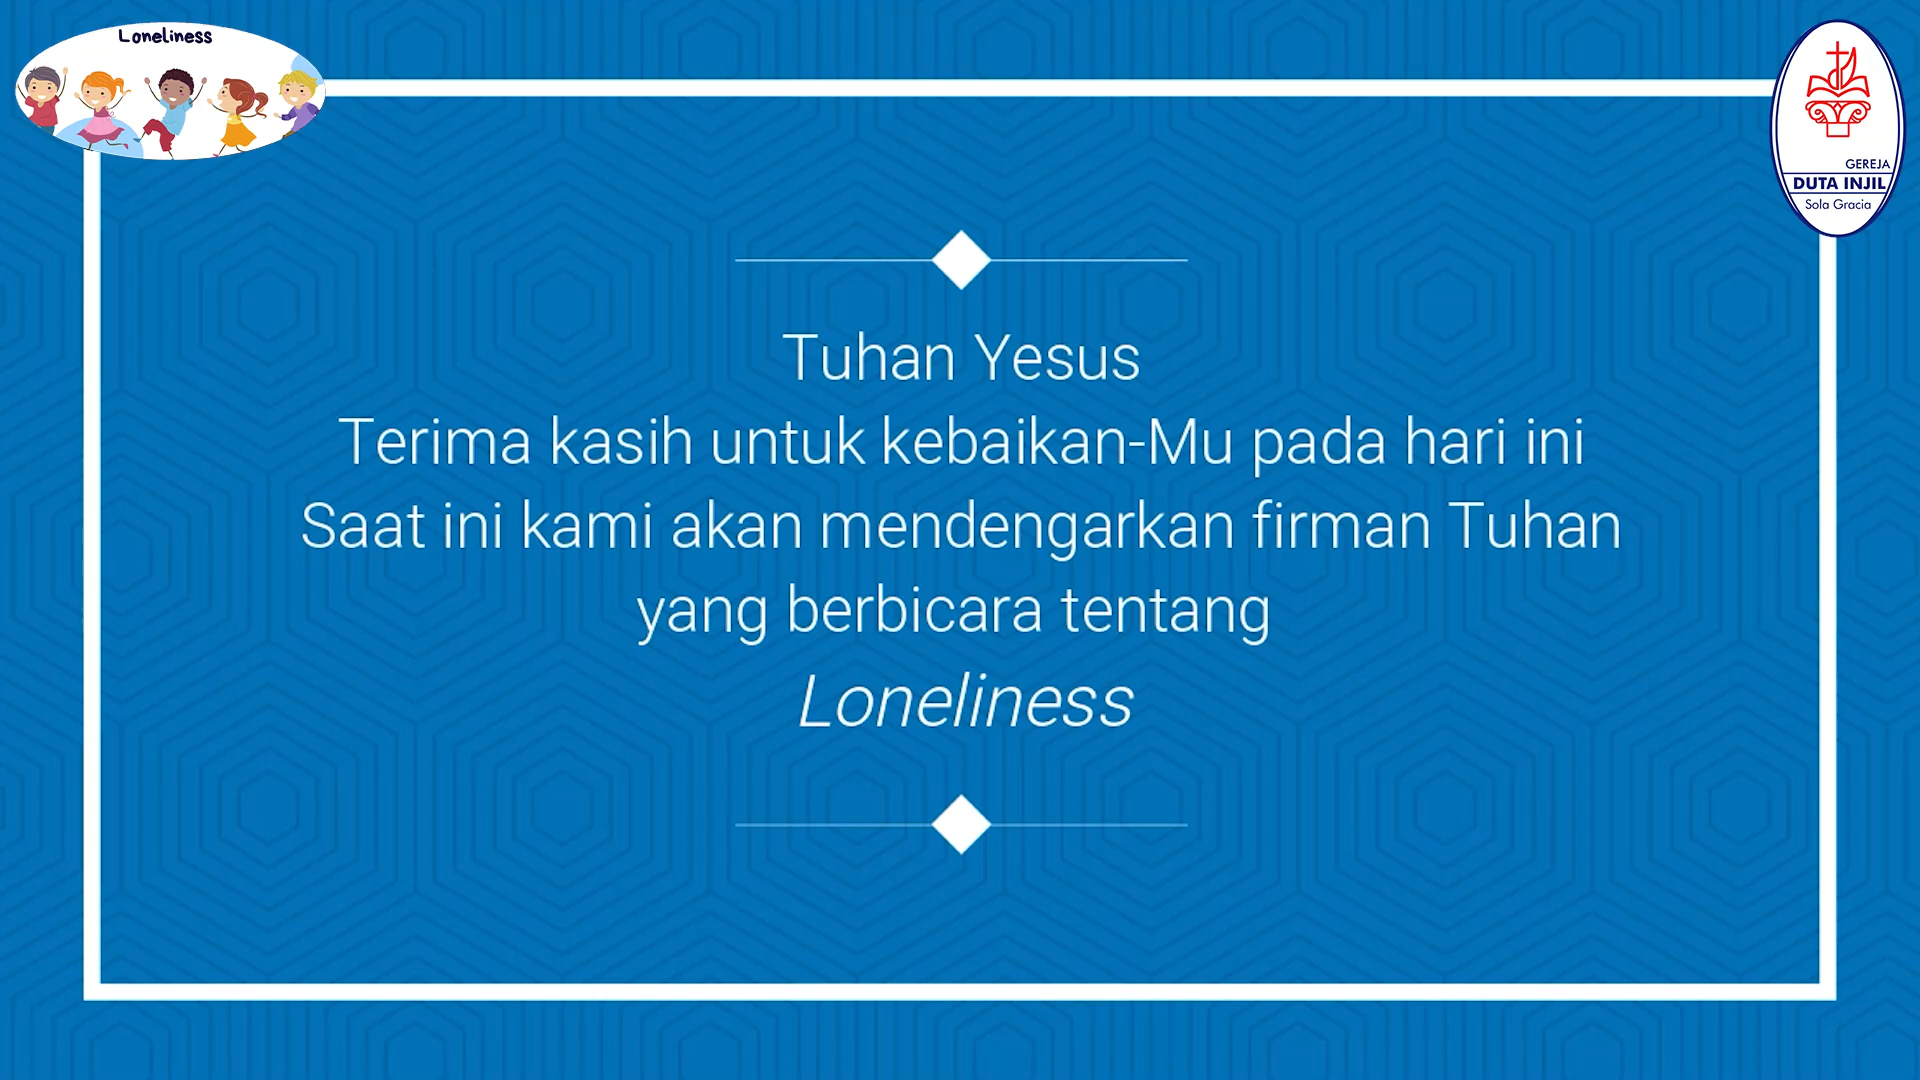 Loneliness
GEREJA
DUTA INJIL
Sola Gracia
Tuhan Yesus
Terima kasih untuk kebaikan-Mu pada hari ini
Saat ini kami akan mendengarkan firman Tuhan
yang berbicara tentang
Loneliness